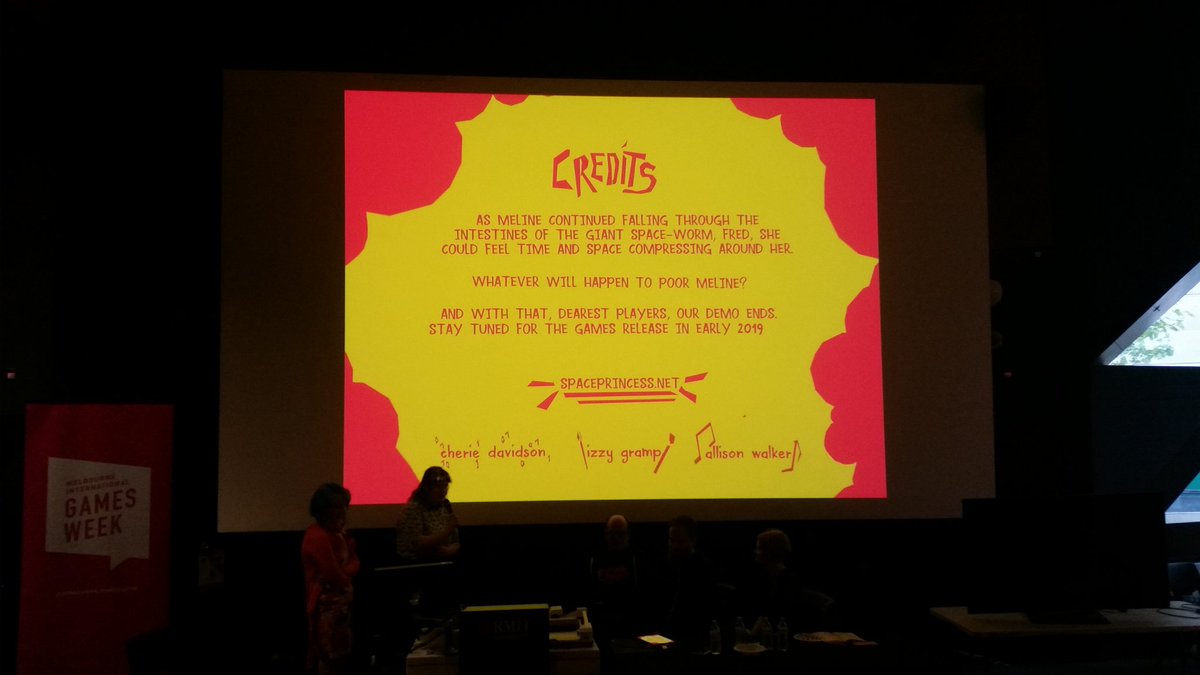 CREDITS
AS MELINE CONTINUED FALLING THROUGH THE
INTESTINES OF THE GIANT SPACE-WORM, FRED, SHE
COULD FEEL TIME AND SPACE COMPRESSING AROUND HER.
WHATEVER WILL HAPPEN TO POOR MELINE?
AND WITH THAT, DEAREST PLAYERS, OUR DEMO ENDS.
STAY TUNED FOR THE GAMES RELEASE IN EARLY 2019
SPACEPRINCESS.NET
cherie davidson, izzy gramp allison walker
MELBOURNE
INTERNATIONAL
GAMES
WEEK
RMIT